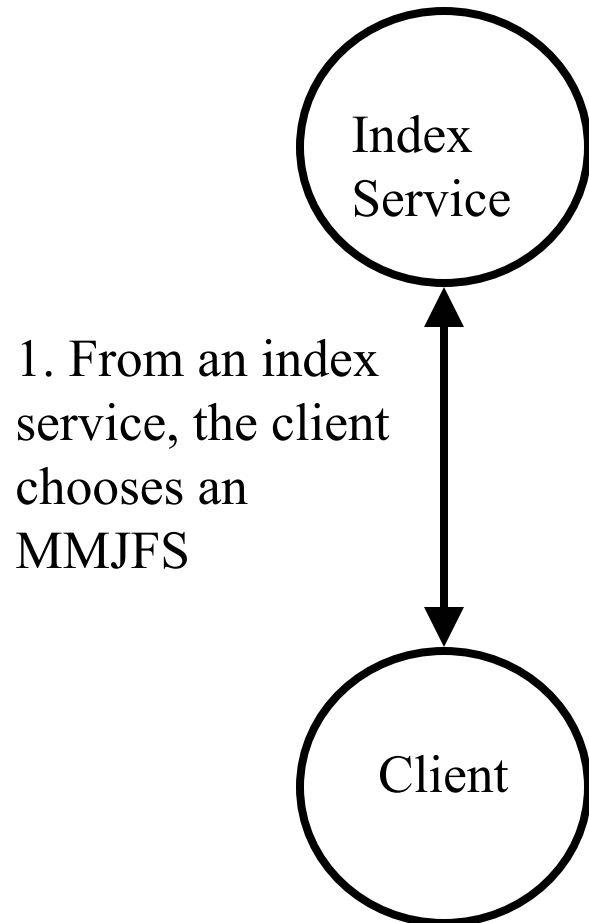 Index
Service
1. From an index
service, the client
chooses an
MMJFS
Client